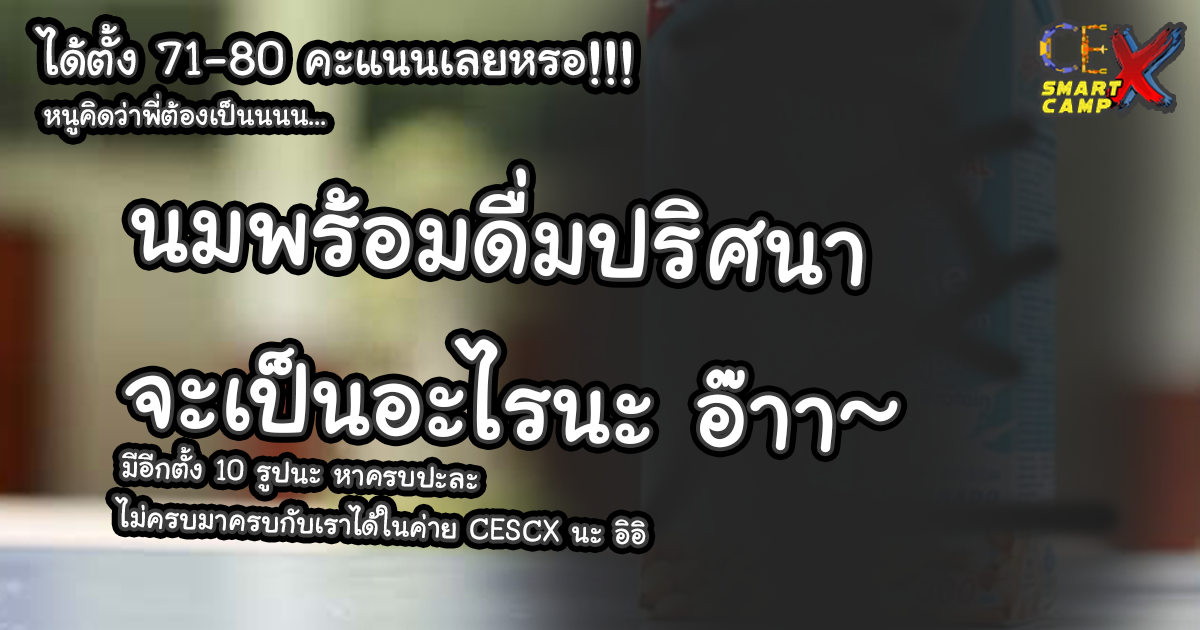 ได้ตั้ง 71-80 คะแนนเลยหรอ!!!
หนูคิดว่าพี่ต้องเป็นนนน...
CEX
SMART
CAMP
นมพร้อมดื่มปริศนา
จะเป็นอะไรนะ อ๊าา~
มีอีกตั้ง 10 รูปนะ หาครบปะละ
ไม่ครบมาครบกับเราได้ในค่าย CESCX นะ อิอิ